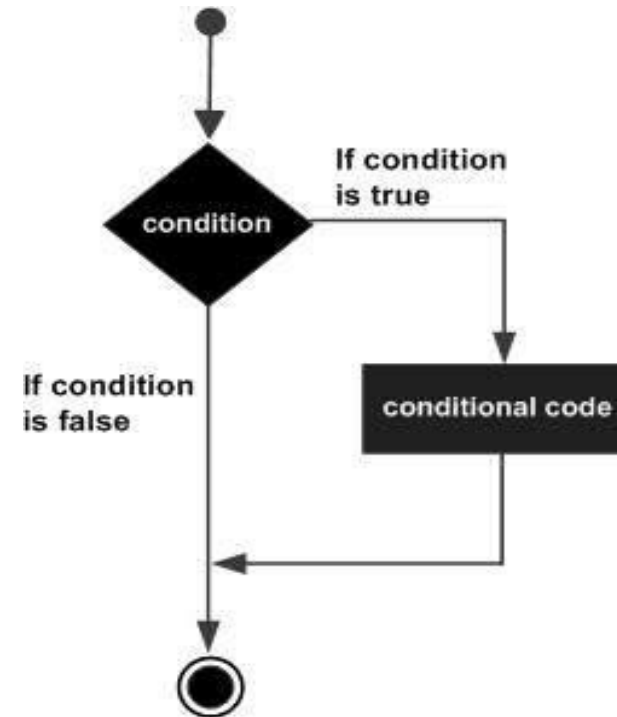 If condition
is true
condition
If condition
is false
conditional code